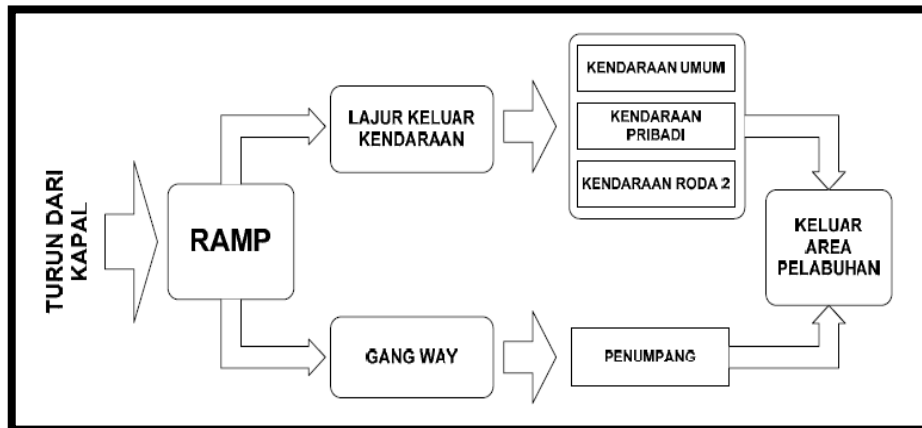 TURUN DARI
KAPAL
RAMP
LAJUR KELUAR
KENDARAAN
KENDARAAN UMUM
KENDARAAN
PRIBADI
KENDARAAN RODA 2
GANG WAY
PENUMPANG
KELUAR
AREA
PELABUHAN